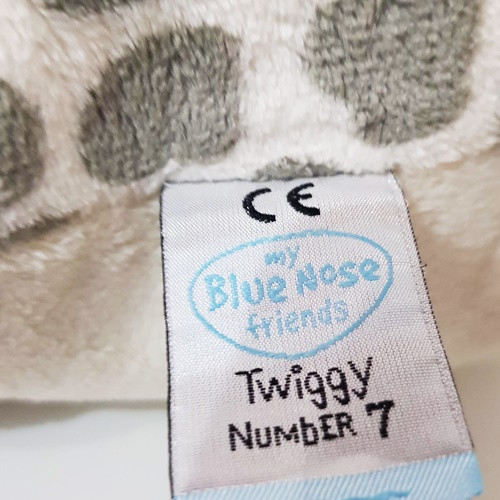 CE
my
Blue Nose
friends
Twiggy
Number 7